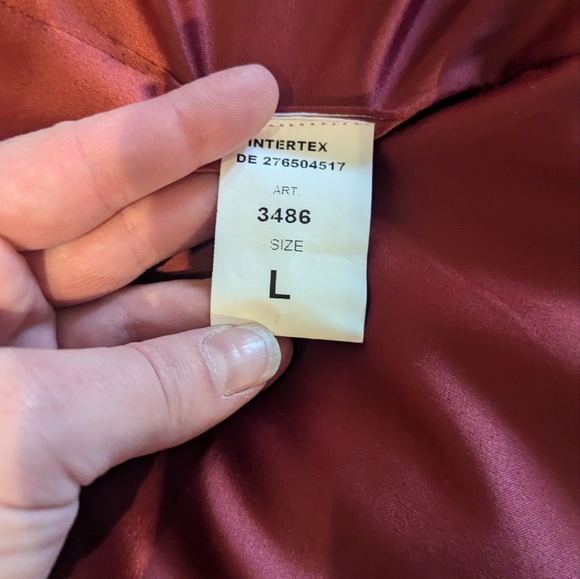 INTERTEX
DE 276504517
ART.
3486
SIZE
L